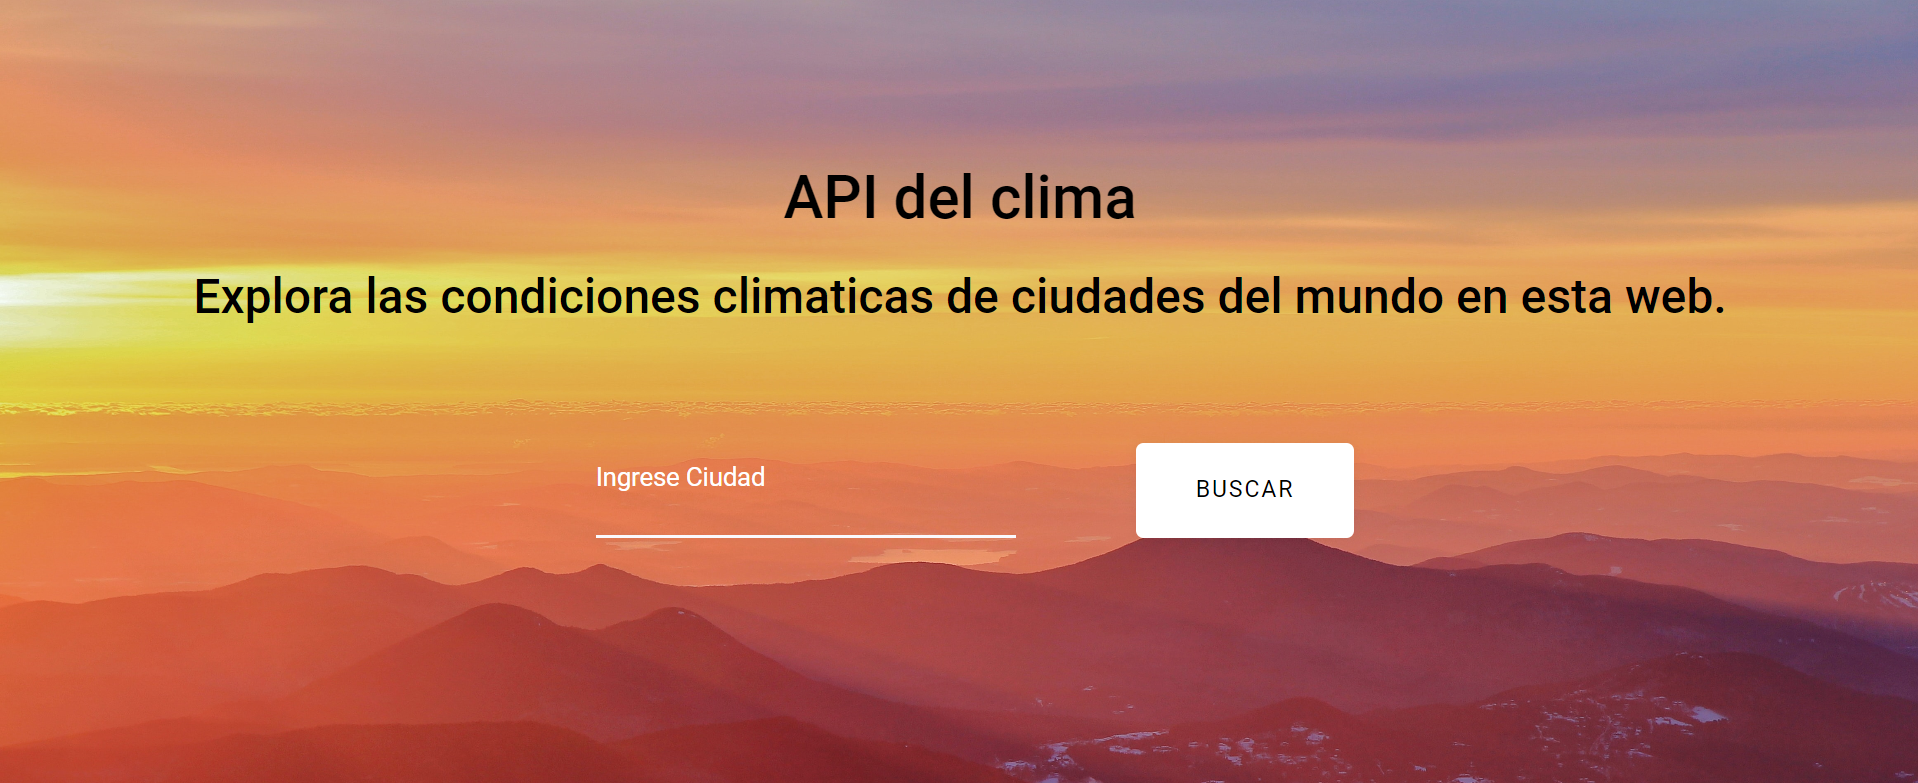 API del clima
Explora las condiciones climaticas de ciudades del mundo en esta web.
Ingrese Ciudad
BUSCAR